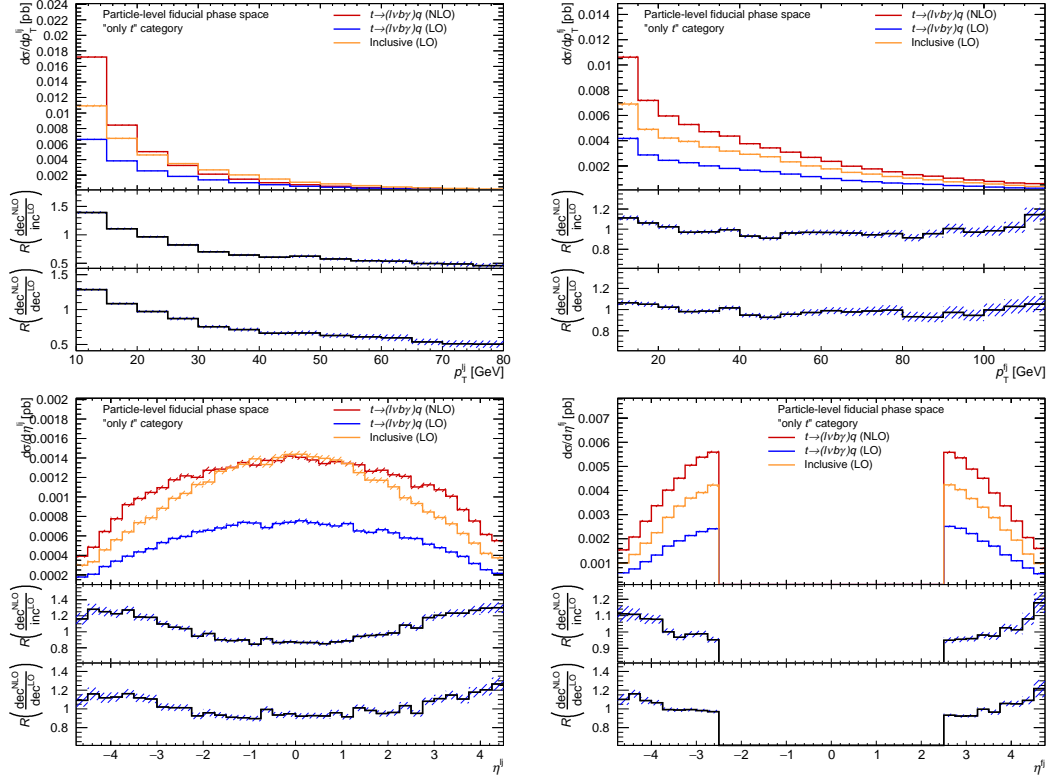 dσ/dp_T^lj [pb]
0.024
0.022
0.02
0.018
0.016
0.014
0.012
0.01
0.008
0.006
0.004
0.002
Particle-level fiducial phase space
"only t" category
t→(lνbγ)q (NLO)
t→(lνbγ)q (LO)
Inclusive (LO)
R(dec^NLO/inc^LO)
1.5
1
0.5
R(dec^NLO/dec^LO)
1.5
1
0.5
10 20 30 40 50 60 70 80
[GeV]
0.014
0.012
0.01
0.008
0.006
0.004
0.002
[pb]
Particle-level fiducial phase space
"only t" category
t→(lνbγ)q (NLO)
t→(lνbγ)q (LO)
Inclusive (LO)
R(dec^NLO/inc^LO)
1.2
1
0.8
R(dec^NLO/dec^LO)
1.2
1
0.8
20 40 60 80 100
p_T^fj [GeV]
[pb]
0.002
0.0018
0.0016
0.0014
0.0012
0.001
0.0008
0.0006
0.0004
0.0002
Particle-level fiducial phase space
"only t" category
t→(lνbγ)q (NLO)
t→(lνbγ)q (LO)
Inclusive (LO)
R(dec^NLO/inc^LO)
1.4
1.2
1
0.8
R(dec^NLO/dec^LO)
1.4
1.2
1
0.8
−4 −3 −2 −1 0 1 2 3 4
η^lj
[pb]
0.007
0.006
0.005
0.004
0.003
0.002
0.001
Particle-level fiducial phase space
"only t" category
t→(lνbγ)q (NLO)
t→(lνbγ)q (LO)
Inclusive (LO)
R(dec^NLO/inc^LO)
1.2
1.1
1
0.9
R(dec^NLO/dec^LO)
1.4
1.2
1
0.8
−4 −3 −2 −1 0 1 2 3 4
η^fj